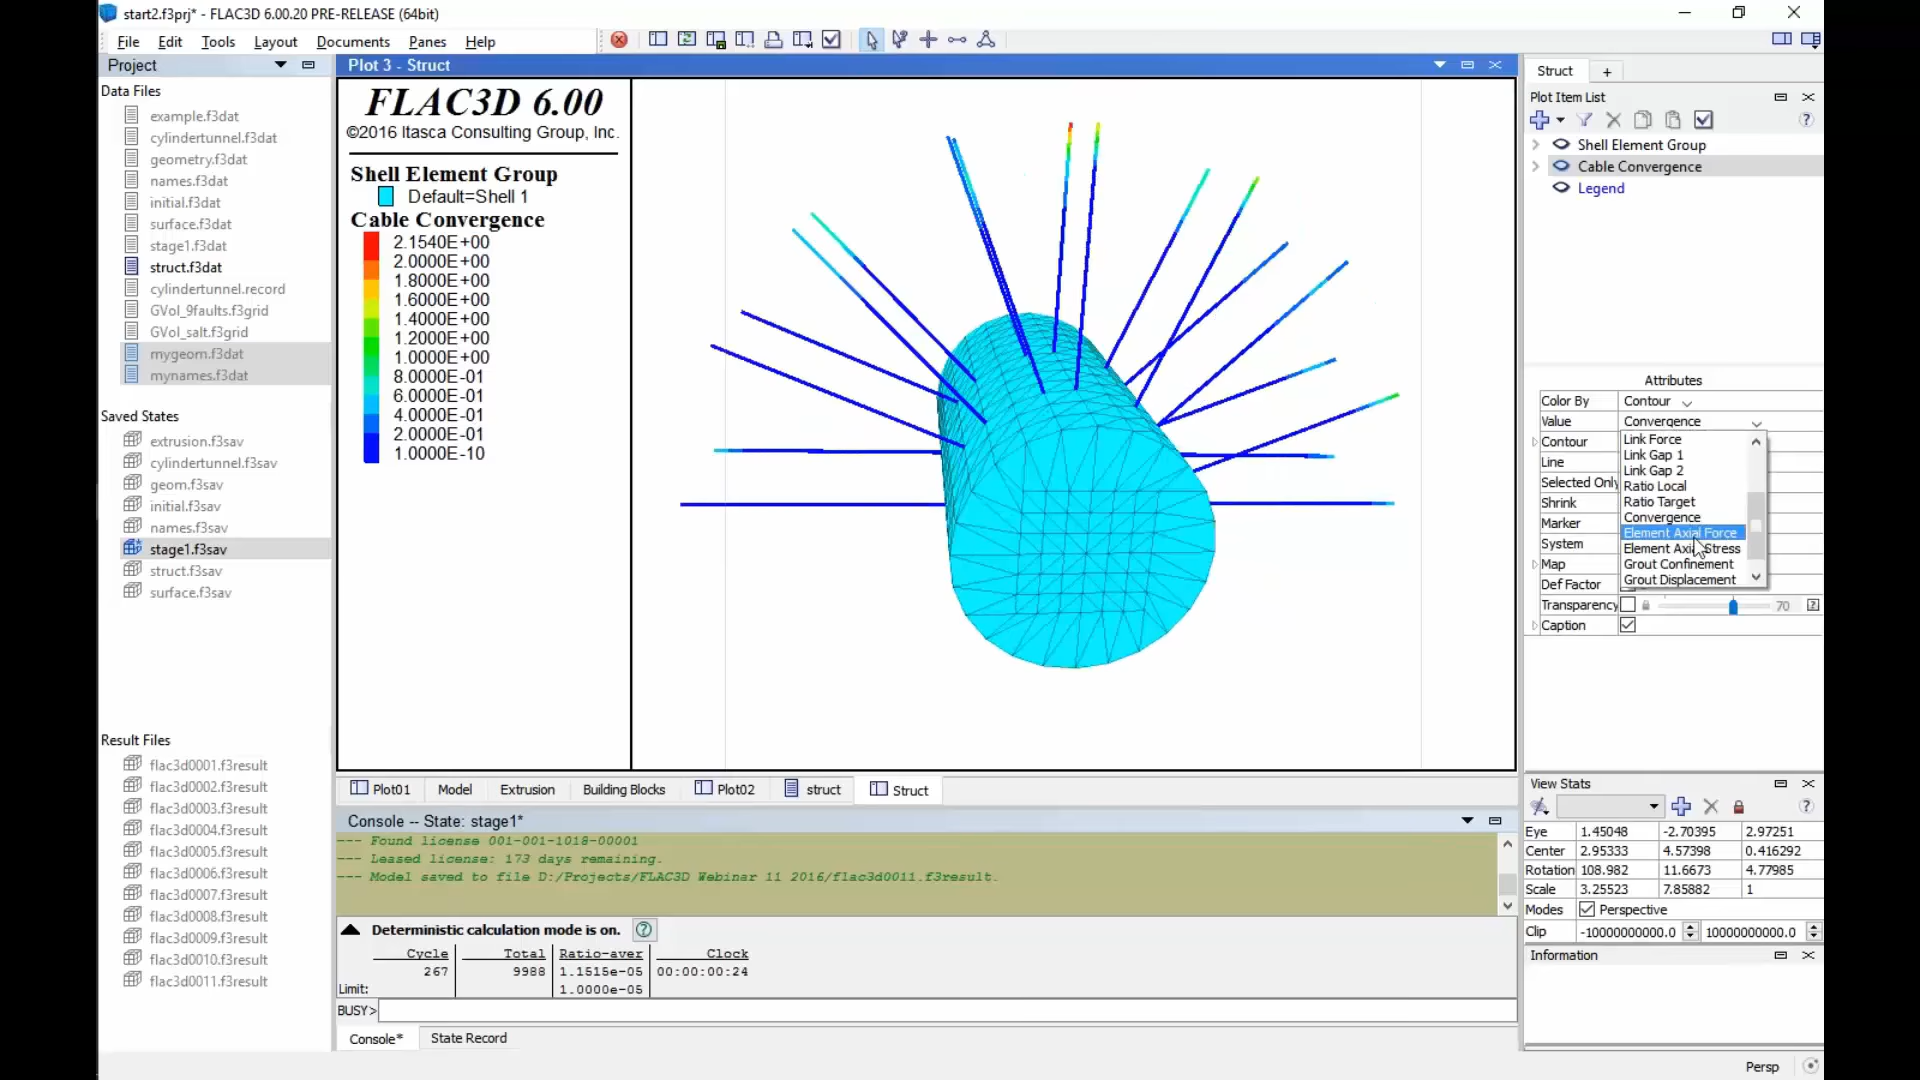 start2.f3prj* - FLAC3D 6.00.20 PRE-RELEASE (64bit)
File Edit Tools Layout Documents Panes Help
Project
Data Files
example.f3dat
cylindertunnel.f3dat
geometry.f3dat
names.f3dat
initial.f3dat
surface.f3dat
stage1.f3dat
struct.f3dat
cylindertunnel.record
GVol_9faults.f3grid
GVol_salt.f3grid
mygeom.f3dat
mynames.f3dat
Saved States
extrusion.f3sav
cylindertunnel.f3sav
geom.f3sav
initial.f3sav
names.f3sav
stage1.f3sav
struct.f3sav
surface.f3sav
Result Files
flac3d0001.f3result
flac3d0002.f3result
flac3d0003.f3result
flac3d0004.f3result
flac3d0005.f3result
flac3d0006.f3result
flac3d0007.f3result
flac3d0008.f3result
flac3d0009.f3result
flac3d0010.f3result
flac3d0011.f3result
Plot 3 - Struct
FLAC3D 6.00
©2016 Itasca Consulting Group, Inc.
Shell Element Group
Default=Shell 1
Cable Convergence
2.1540E+00
2.0000E+00
1.8000E+00
1.6000E+00
1.4000E+00
1.2000E+00
1.0000E+00
8.0000E-01
6.0000E-01
4.0000E-01
2.0000E-01
1.0000E-10
Plot01 Model Extrusion Building Blocks Plot02 struct Struct
Console -- State: stage1*
--- Found license 001-001-1018-00001
--- Leased license: 173 days remaining.
--- Model saved to file D:/Projects/FLAC3D Webinar 11 2016/flac3d0011.f3result.
Deterministic calculation mode is on. ?
Cycle Total Ratio-aver Clock
267 9988 1.1515e-05 00:00:00:24
Limit: 1.0000e-05
BUSY>
Console* State Record
Struct +
Plot Item List
?
Shell Element Group
Cable Convergence
Legend
Attributes
Color By Contour
Value Convergence
Contour
Line
Selected Only
Shrink
Marker
System
Map
Def Factor
Transparency 70 ?
Caption
Link Force
Link Gap 1
Link Gap 2
Ratio Local
Ratio Target
Convergence
Element Axial Force
Element Axial Stress
Grout Confinement
Grout Displacement
View Stats
?
Eye 1.45048 -2.70395 2.97251
Center 2.95333 4.57398 0.416292
Rotation 108.982 11.6673 4.77985
Scale 3.25523 7.85882 1
Modes Perspective
Clip -10000000000.0 10000000000.0
Information
Persp